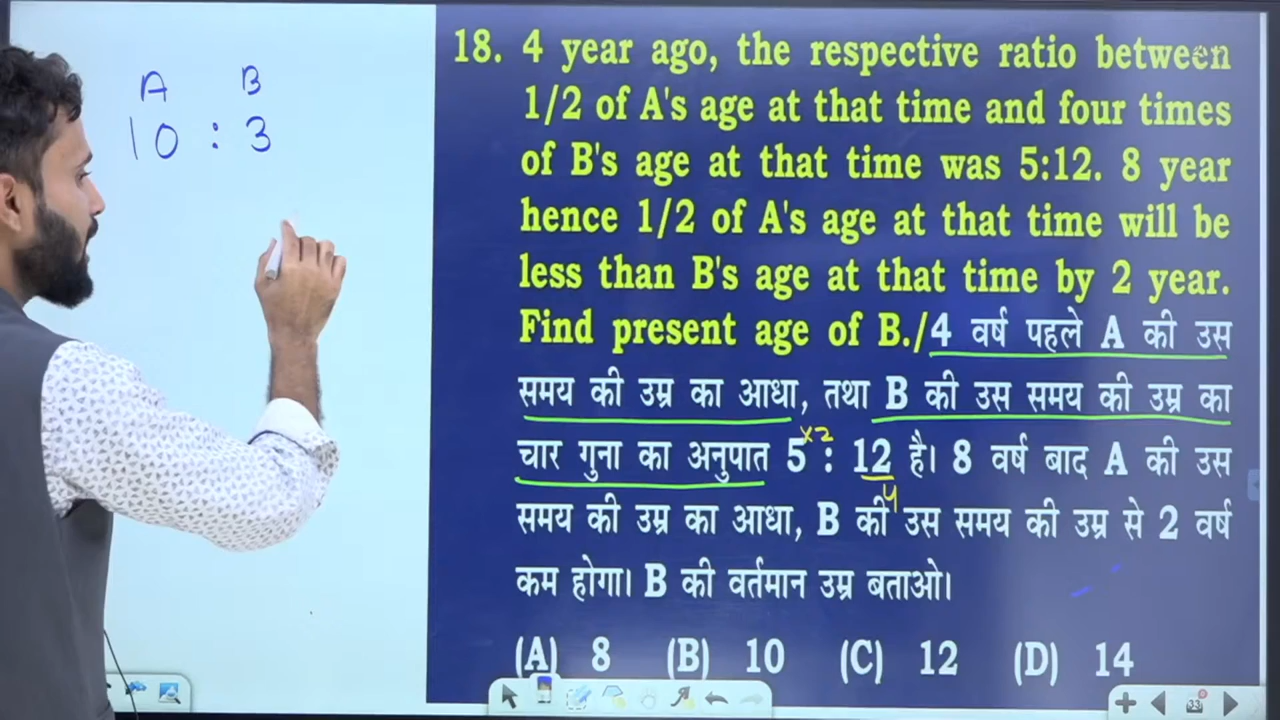 A B
10 : 3
18. 4 year ago, the respective ratio between
1/2 of A's age at that time and four times
of B's age at that time was 5:12. 8 year
hence 1/2 of A's age at that time will be
less than B's age at that time by 2 year.
Find present age of B./4 वर्ष पहले A की उस
समय की उम्र का आधा, तथा B की उस समय की उम्र का
चार गुना का अनुपात 5 : 12 है। 8 वर्ष बाद A की उस
×2
4
समय की उम्र का आधा, B की उस समय की उम्र से 2 वर्ष
कम होगा। B की वर्तमान उम्र बताओ।
(A) 8 (B) 10 (C) 12 (D) 14
33